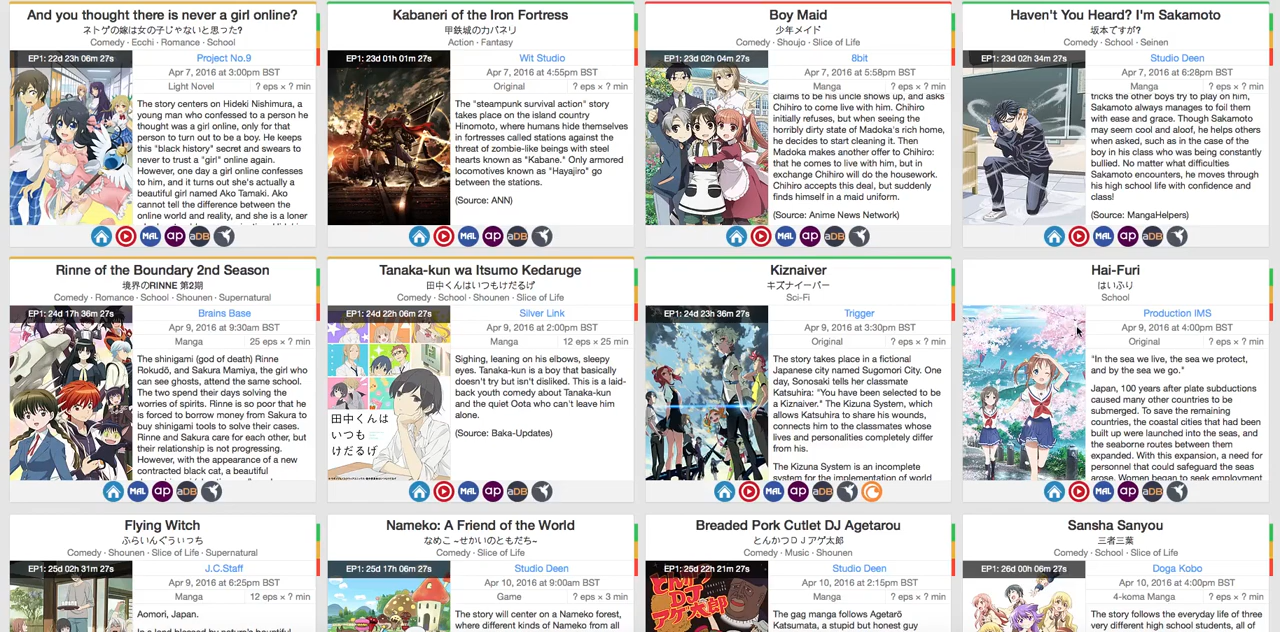 And you thought there is never a girl online?
ネトゲの嫁は女の子じゃないと思った?
Comedy · Ecchi · Romance · School
EP1: 22d 23h 06m 27s
Project No.9
Apr 7, 2016 at 3:00pm BST
Light Novel
? eps × ? min
The story centers on Hideki Nishimura, a
young man who confessed to a person he
thought was a girl online, only for that
person to turn out to be a boy. He keeps
this "black history" secret and swears to
never to trust a "girl" online again.
However, one day a girl online confesses
to him, and it turns out she's actually a
beautiful girl named Ako Tamaki. Ako
cannot tell the difference between the
online world and reality, and she is a loner
MAL
ap
aDB
Kabaneri of the Iron Fortress
甲鉄城のカバネリ
Action · Fantasy
EP1: 23d 01h 01m 27s
Wit Studio
Apr 7, 2016 at 4:55pm BST
Original
? eps × ? min
The "steampunk survival action" story
takes place on the island country
Hinomoto, where humans hide themselves
in fortresses called stations against the
threat of zombie-like beings with steel
hearts known as "Kabane." Only armored
locomotives known as "Hayajiro" go
between the stations.
(Source: ANN)
MAL
ap
aDB
Boy Maid
少年メイド
Comedy · Shoujo · Slice of Life
EP1: 23d 02h 04m 27s
8bit
Apr 7, 2016 at 5:58pm BST
Manga
? eps × ? min
claims to be his uncle shows up, and asks
Chihiro to come live with him. Chihiro
initially refuses, but when seeing the
horribly dirty state of Madoka's rich home,
he decides to start cleaning it. Then
Madoka makes another offer to Chihiro:
that he comes to live with him, but in
exchange Chihiro will do the housework.
Chihiro accepts this deal, but suddenly
finds himself in a maid uniform.
(Source: Anime News Network)
MAL
ap
aDB
Haven't You Heard? I'm Sakamoto
坂本ですが?
Comedy · School · Seinen
EP1: 23d 02h 34m 27s
Studio Deen
Apr 7, 2016 at 6:28pm BST
Manga
? eps × ? min
tricks the other boys try to play on him,
Sakamoto always manages to foil them
with ease and grace. Though Sakamoto
may seem cool and aloof, he helps others
when asked, such as in the case of the
boy in his class who was being constantly
bullied. No matter what difficulties
Sakamoto encounters, he moves through
his high school life with confidence and
class!
(Source: MangaHelpers)
MAL
ap
aDB
Rinne of the Boundary 2nd Season
境界のRINNE 第2期
Comedy · Romance · School · Shounen · Supernatural
EP1: 24d 17h 36m 27s
Brains Base
Apr 9, 2016 at 9:30am BST
Manga
25 eps × ? min
The shinigami (god of death) Rinne
Rokudō, and Sakura Mamiya, the girl who
can see ghosts, attend the same school.
The two spend their days solving the
worries of spirits. Rinne is so poor that he
is forced to borrow money from Sakura to
buy shinigami tools to solve their cases.
Rinne and Sakura care for each other, but
their relationship is not progressing.
However, with the appearance of a new
contracted black cat, a beautiful
MAL
ap
aDB
Tanaka-kun wa Itsumo Kedaruge
田中くんはいつもけだるげ
Comedy · School · Shounen · Slice of Life
EP1: 24d 22h 06m 27s
Silver Link
Apr 9, 2016 at 2:00pm BST
Manga
12 eps × 25 min
田中くんは
いつも
けだるげ
Sighing, leaning on his elbows, sleepy
eyes. Tanaka-kun is a boy that basically
doesn't try but isn't disliked. This is a laid-
back youth comedy about Tanaka-kun
and the quiet Oota who can't leave him
alone.
(Source: Baka-Updates)
MAL
ap
aDB
Kiznaiver
キズナイーバー
Sci-Fi
EP1: 24d 23h 36m 27s
Trigger
Apr 9, 2016 at 3:30pm BST
Original
? eps × ? min
The story takes place in a fictional
Japanese city named Sugomori City. One
day, Sonosaki tells her classmate
Katsuhira: "You have been selected to be
a Kiznaiver." The Kizuna System, which
allows Katsuhira to share his wounds,
connects him to the classmates whose
lives and personalities completely differ
from his.
The Kizuna System is an incomplete
system for the implementation of world
MAL
ap
aDB
Hai-Furi
はいふり
School
Production IMS
Apr 9, 2016 at 4:00pm BST
Original
? eps × ? min
"In the sea we live, the sea we protect,
and by the sea we go."
Japan, 100 years after plate subductions
caused many other countries to be
submerged. To save the remaining
countries, the coastal cities that had
been built up were launched into the seas, and
the seaborne routes between them
expanded. With this expansion, a need for
personnel that could safeguard the seas
arose. Women began to seek employment
MAL
ap
aDB
Flying Witch
ふらいんぐうぃっち
Comedy · Shounen · Slice of Life · Supernatural
EP1: 25d 02h 31m 27s
J.C.Staff
Apr 9, 2016 at 6:25pm BST
Manga
12 eps × ? min
Aomori, Japan.
Nameko: A Friend of the World
なめこ ~せかいのともだち~
Comedy · Slice of Life
EP1: 25d 17h 06m 27s
Studio Deen
Apr 10, 2016 at 9:00am BST
Game
? eps × 3 min
The story will center on a Nameko forest,
where different kinds of Nameko from all
Breaded Pork Cutlet DJ Agetarou
とんかつDJアゲ太郎
Comedy · Music · Shounen
EP1: 25d 22h 21m 27s
Studio Deen
Apr 10, 2016 at 2:15pm BST
Manga
? eps × ? min
とんかつ
DJ
アゲ
太郎
The gag manga follows Agetarō
Katsumata, a stupid but honest guy
Sansha Sanyou
三者三葉
Comedy · School · Slice of Life
EP1: 26d 00h 06m 27s
Doga Kobo
Apr 10, 2016 at 4:00pm BST
4-koma Manga
? eps × ? min
The story follows the everyday life of three
very different high school students, all of